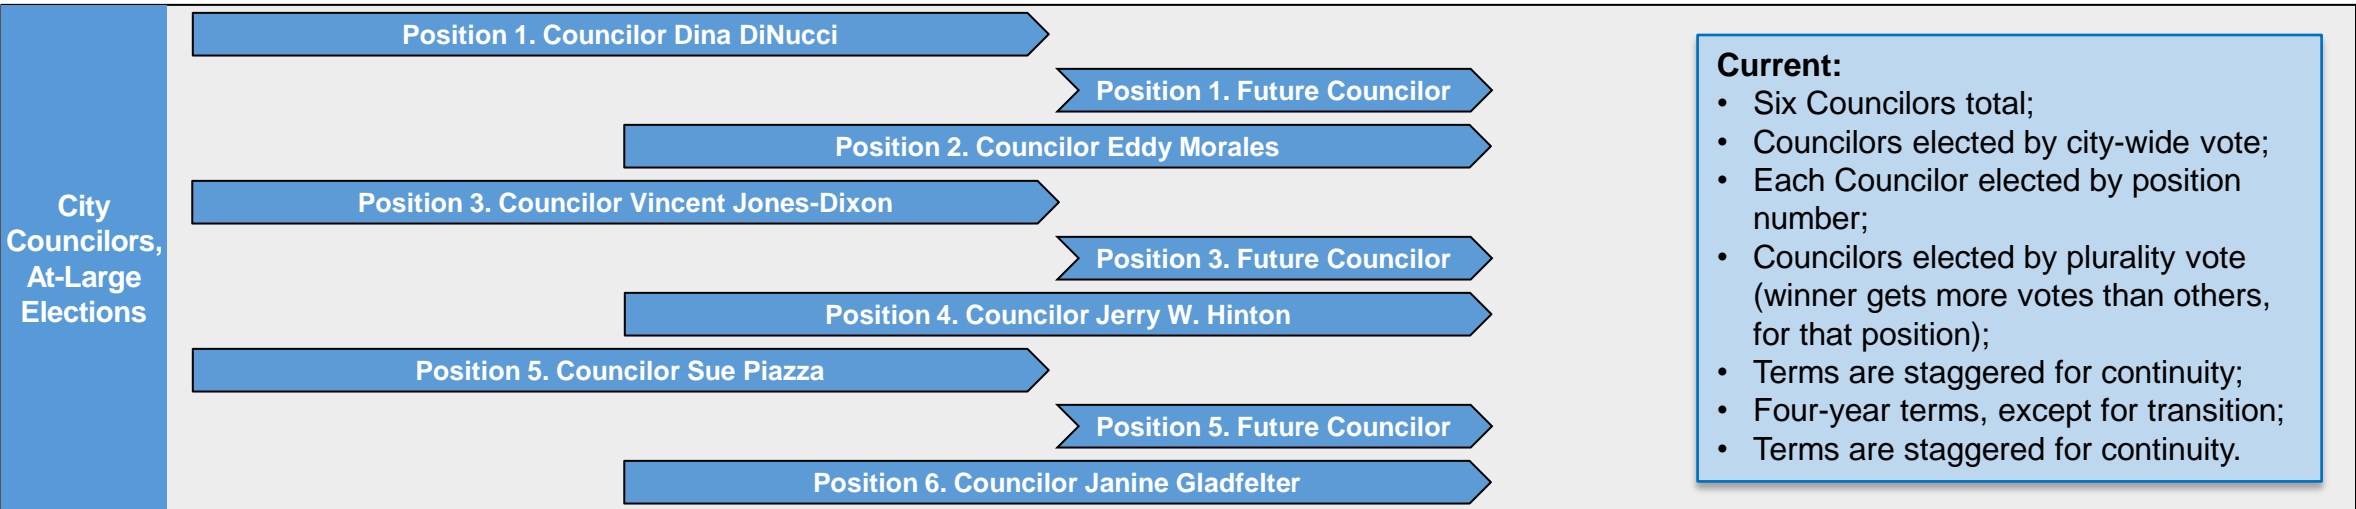 City
Councilors,
At-Large
Elections
Position 1. Councilor Dina DiNucci
Position 1. Future Councilor
Position 2. Councilor Eddy Morales
Position 3. Councilor Vincent Jones-Dixon
Position 3. Future Councilor
Position 4. Councilor Jerry W. Hinton
Position 5. Councilor Sue Piazza
Position 5. Future Councilor
Position 6. Councilor Janine Gladfelter
Current:
• Six Councilors total;
• Councilors elected by city-wide vote;
• Each Councilor elected by position
number;
• Councilors elected by plurality vote
(winner gets more votes than others,
for that position);
• Terms are staggered for continuity;
• Four-year terms, except for transition;
• Terms are staggered for continuity.